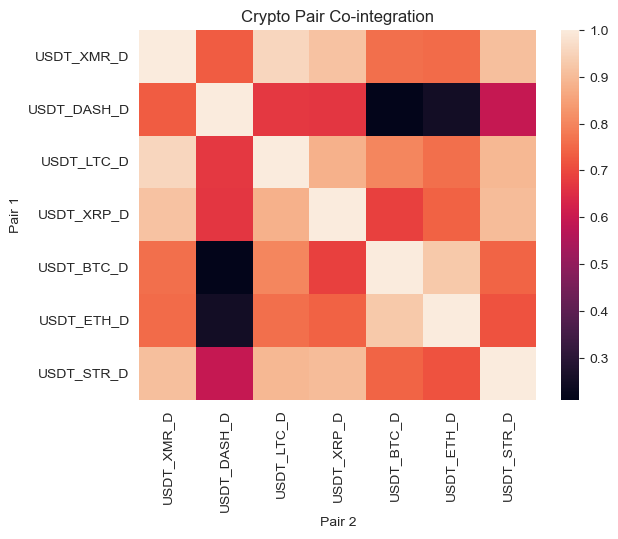 Crypto Pair Co-integration
Pair 1
USDT_XMR_D
USDT_DASH_D
USDT_LTC_D
USDT_XRP_D
USDT_BTC_D
USDT_ETH_D
USDT_STR_D
1.0
0.9
0.8
0.7
0.6
0.5
0.4
0.3
USDT_XMR_D
USDT_DASH_D
USDT_LTC_D
USDT_XRP_D
USDT_BTC_D
USDT_ETH_D
USDT_STR_D
Pair 2